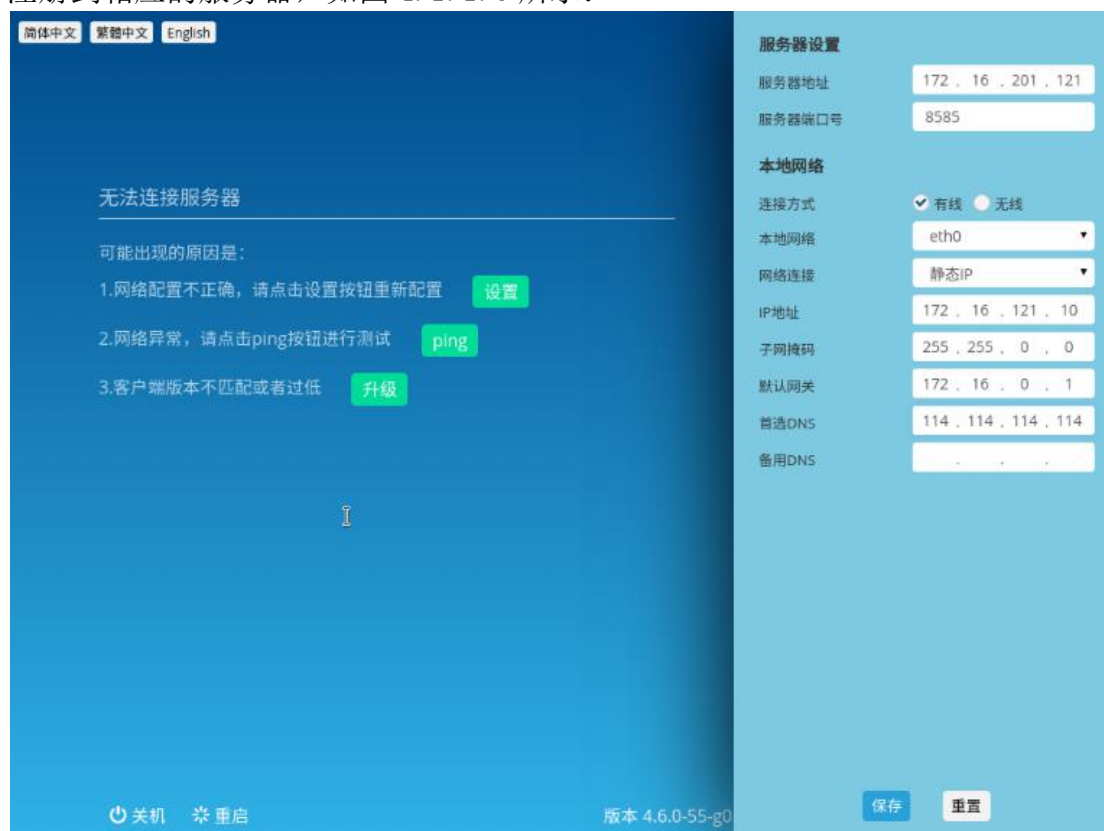 简体中文 繁體中文 English
无法连接服务器
可能出现的原因是：
1.网络配置不正确，请点击设置按钮重新配置 设置
2.网络异常，请点击ping按钮进行测试 ping
3.客户端版本不匹配或者过低 升级
关机 重启
版本 4.6.0-55-g0
服务器设置
服务器地址 172 . 16 . 201 . 121
服务器端口号 8585
本地网络
连接方式 有线 无线
本地网络 eth0
网络连接 静态IP
IP地址 172 . 16 . 121 . 10
子网掩码 255 . 255 . 0 . 0
默认网关 172 . 16 . 0 . 1
首选DNS 114 . 114 . 114 . 114
备用DNS . . .
保存 重置